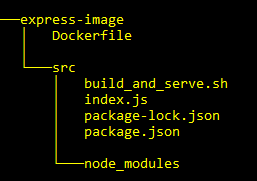 express-image
Dockerfile
src
build_and_serve.sh
index.js
package-lock.json
package.json
node_modules